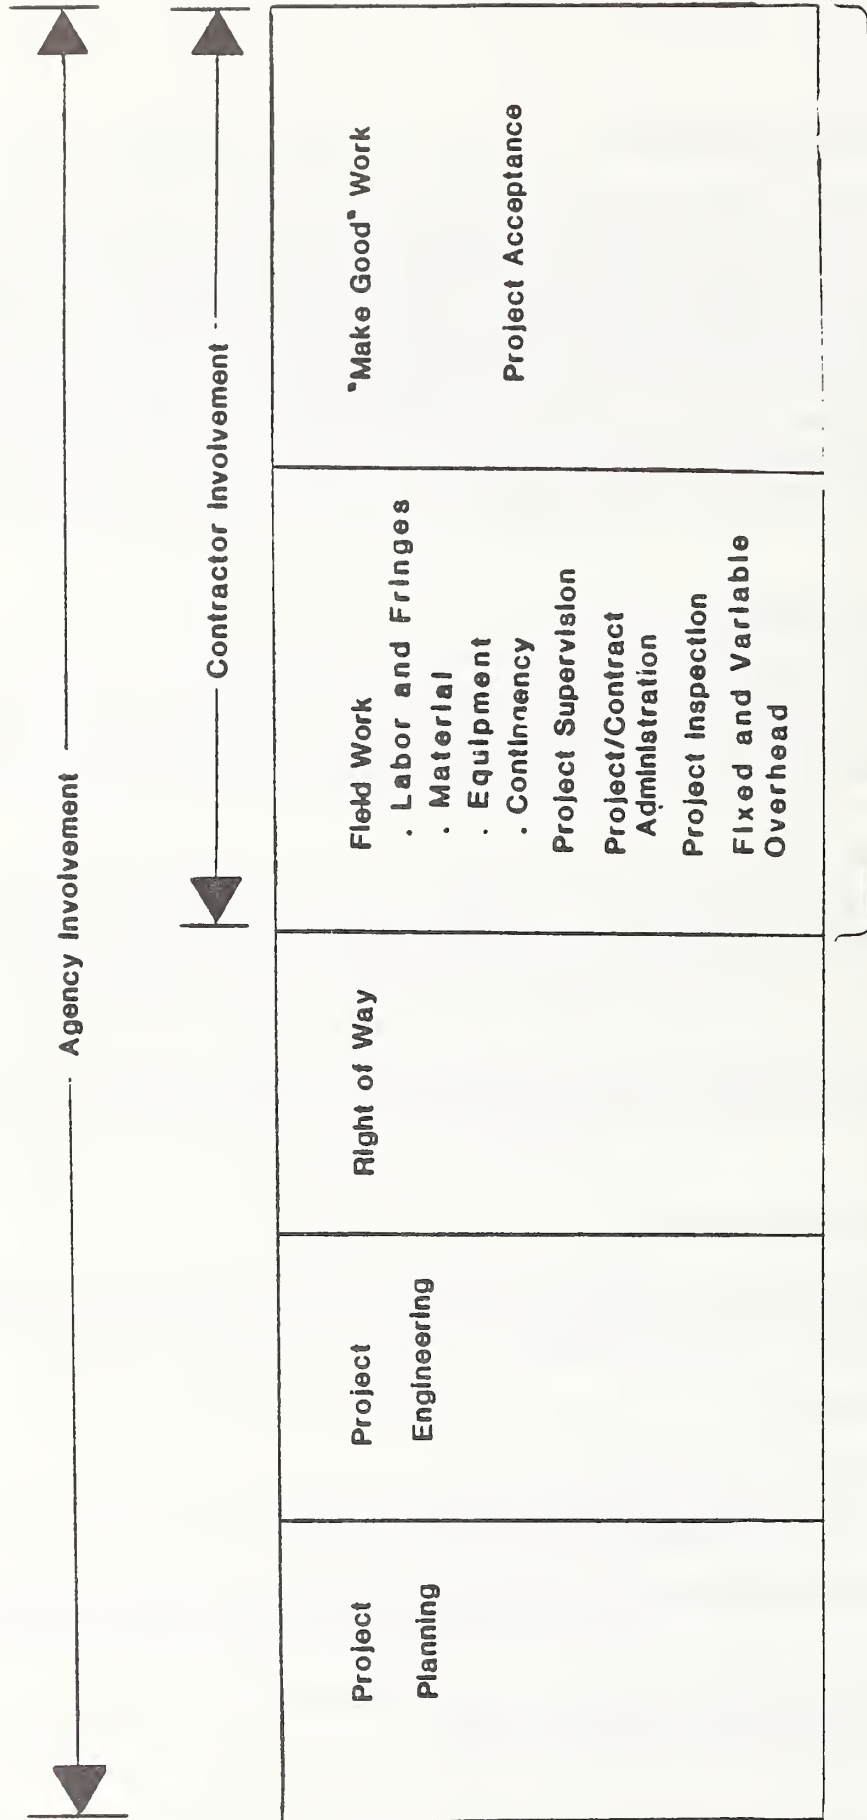 Agency Involvement
Contractor Involvement
Project
Planning
Project
Engineering
Right of Way
Field Work
. Labor and Fringes
. Material
. Equipment
. Contingency
Project Supervision
Project/Contract
Administration
Project Inspection
Fixed and Variable
Overhead
"Make Good" Work
Project Acceptance